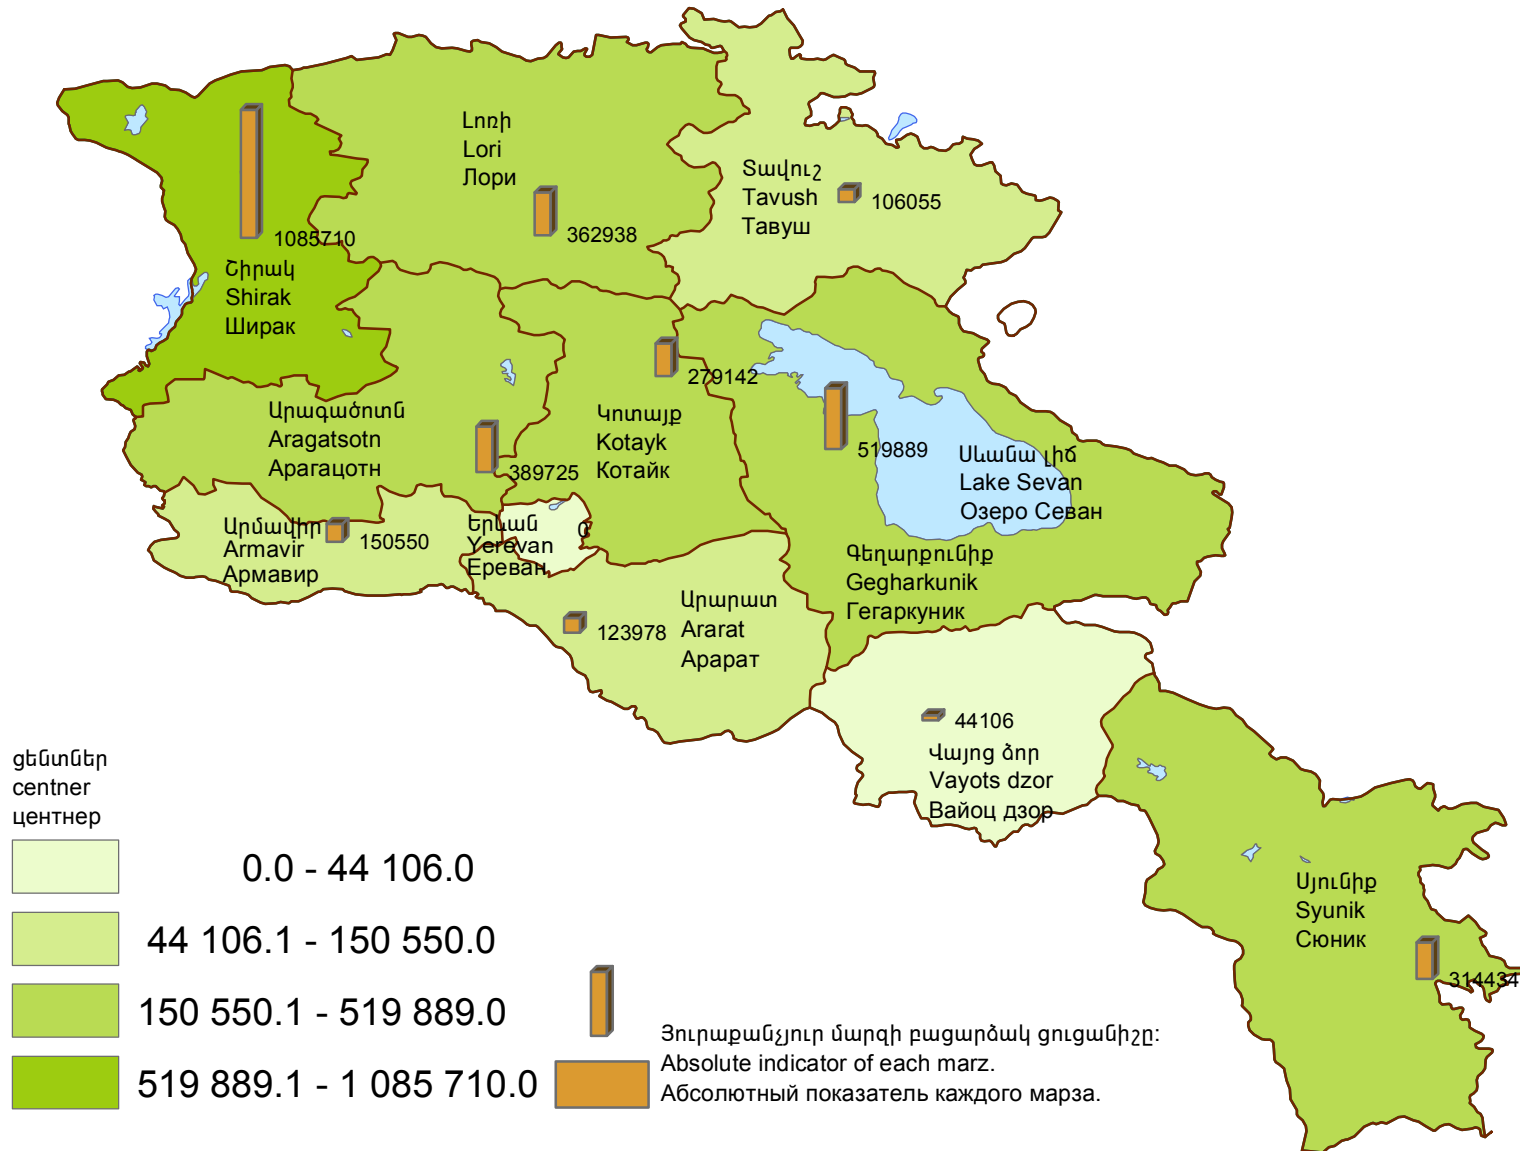 Լոռի
Lori
Лори
362938
Տավուշ
Tavush
Тавуш
106055
1085710
Շիրակ
Shirak
Ширак
279142
Կոտայք
Kotayk
Котайк
Արագածոտն
Aragatsotn
Арагацотн
389725
519889
Սևանա լիճ
Lake Sevan
Озеро Севан
Արմավիր
Armavir
Армавир
150550
Երևան
Yerevan
Ереван
0
Գեղարքունիք
Gegharkunik
Гегаркуник
Արարատ
Ararat
Арарат
123978
44106
Վայոց ձոր
Vayots dzor
Вайоц дзор
Սյունիք
Syunik
Сюник
314434
ցենտներ
centner
центнер
0.0 - 44 106.0
44 106.1 - 150 550.0
150 550.1 - 519 889.0
519 889.1 - 1 085 710.0
Յուրաքանչյուր մարզի բացարձակ ցուցանիշը:
Absolute indicator of each marz.
Абсолютный показатель каждого марза.